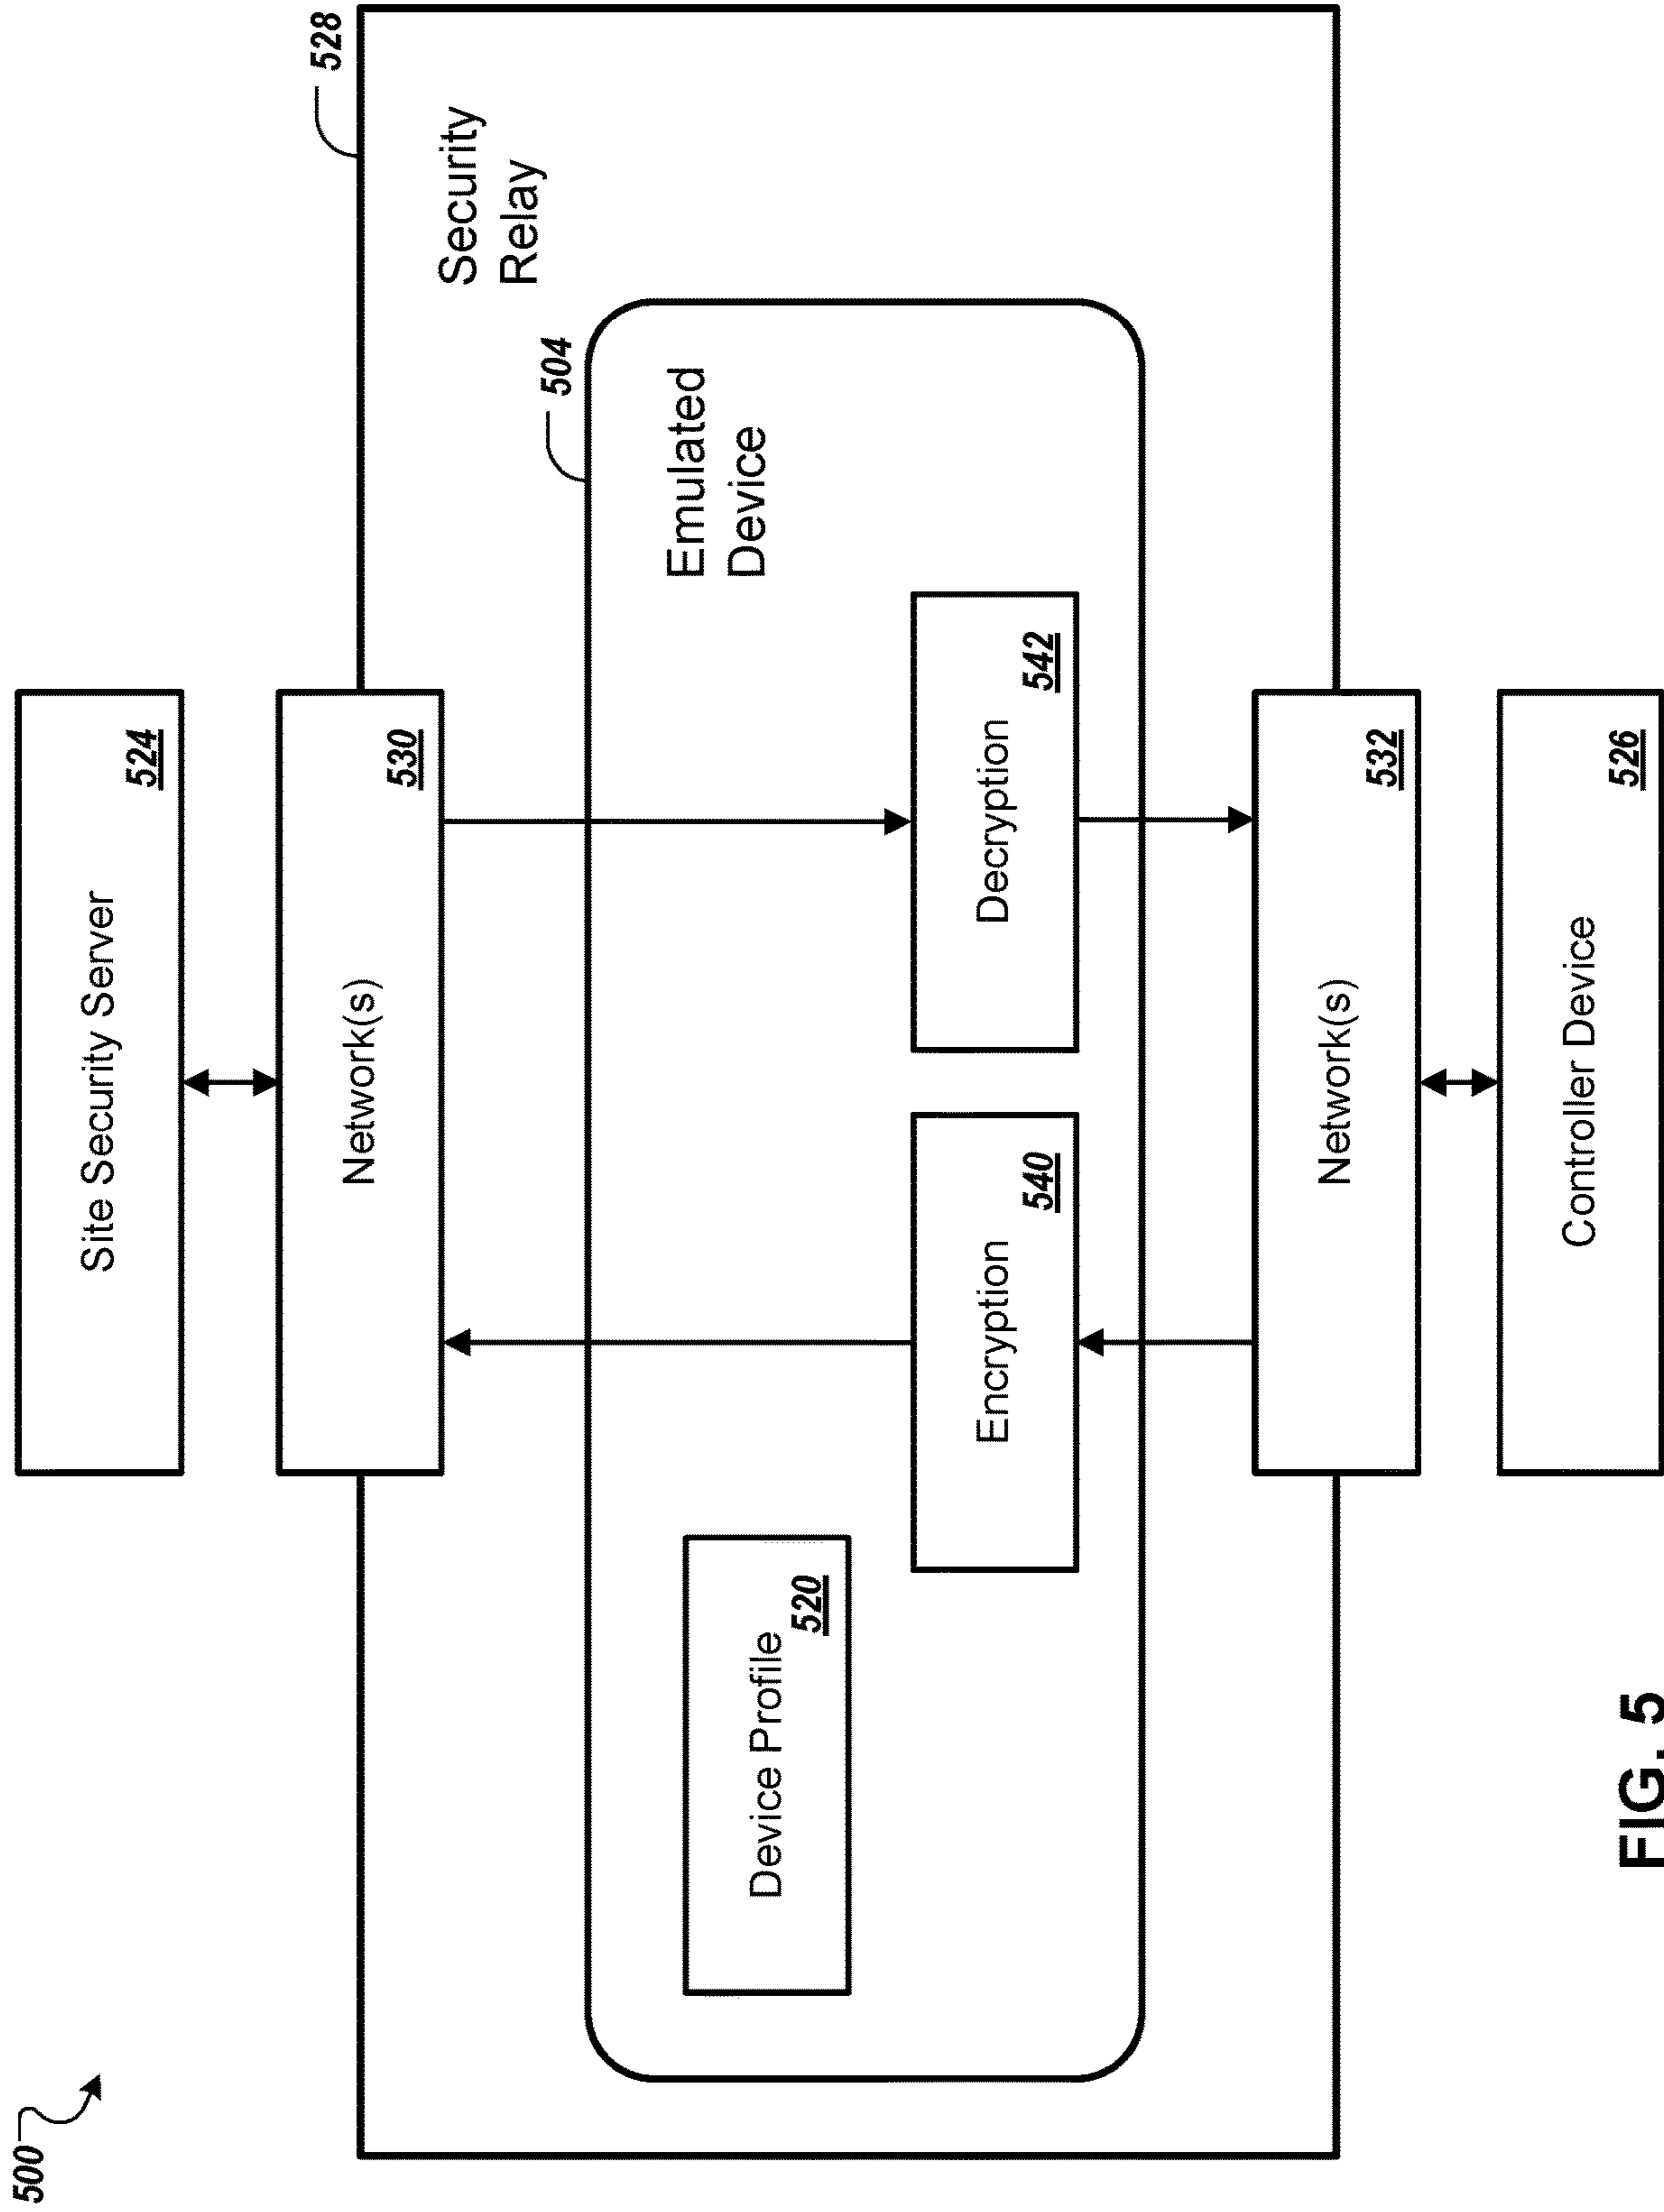 500
528
Security
Relay
504
Emulated
Device
Site Security Server
524
Network(s)
530
Device Profile
520
Encryption
540
Decryption
542
Network(s)
532
Controller Device
526
FIG. 5